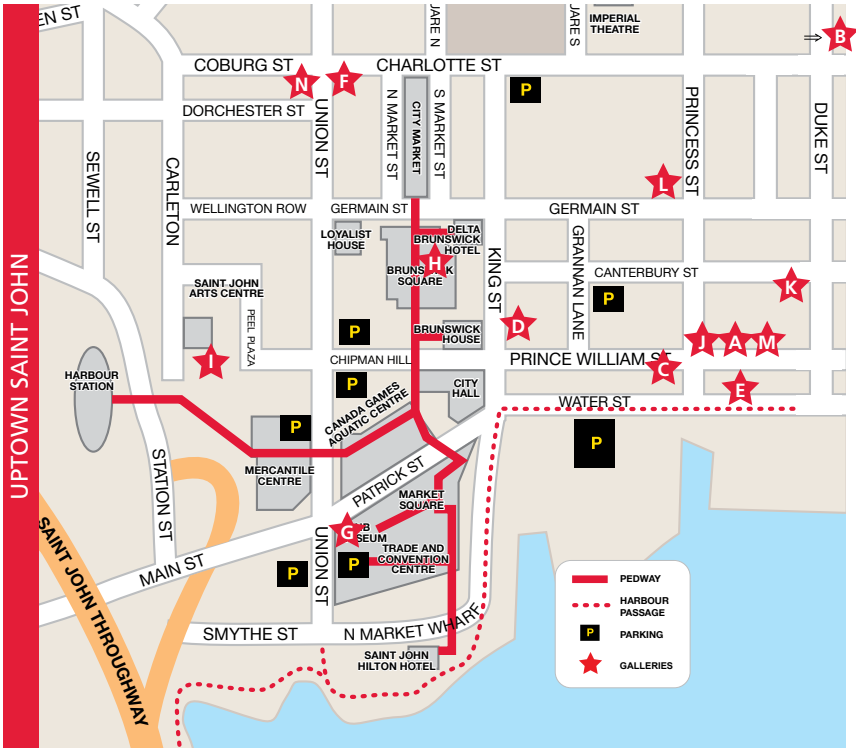 UPTOWN SAINT JOHN
EN ST
UARE N
UARE S
IMPERIAL
THEATRE
B
COBURG ST
CHARLOTTE ST
N
F
P
DORCHESTER ST
UNION ST
N MARKET ST
CITY MARKET
S MARKET ST
PRINCESS ST
DUKE ST
SEWELL ST
CARLETON
L
WELLINGTON ROW
GERMAIN ST
GERMAIN ST
LOYALIST
HOUSE
DELTA
BRUNSWICK
HOTEL
H
SQUARE
KING ST
GRANNAN LANE
CANTERBURY ST
K
SAINT JOHN
ARTS CENTRE
PEEL PLAZA
P
D
P
BRUNSWICK
HOUSE
J
A
M
I
CHIPMAN HILL
PRINCE WILLIAM ST
C
HARBOUR
STATION
P
CANADA GAMES
AQUATIC CENTRE
CITY
HALL
E
WATER ST
P
P
MERCANTILE
CENTRE
STATION ST
PATRICK ST
MARKET
SQUARE
G
UNION ST
TRADE AND
CONVENTION
CENTRE
P
P
MAIN ST
SAINT JOHN THROUGHWAY
SMYTHE ST
N MARKET WHARF
SAINT JOHN
HILTON HOTEL
PEDWAY
HARBOUR
PASSAGE
P
PARKING
GALLERIES